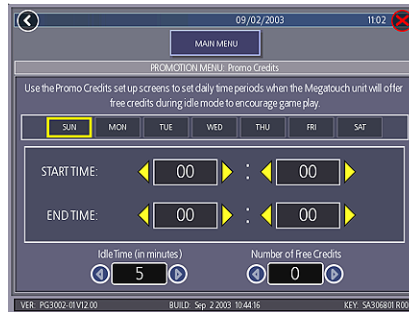 09/02/2003 11:02
MAIN MENU
PROMOTION MENU: Promo Credits
Use the Promo Credits set up screens to set daily time periods when the Megatouch unit will offer
free credits during idle mode to encourage game play.
SUN MON TUE WED THU FRI SAT
START TIME: 00 : 00
END TIME: 00 : 00
Idle Time (in minutes) Number of Free Credits
5 0
VER: PG3002-01V12.00 BUILD: Sep 2 2003 10:44:16 KEY: SA306801 R00